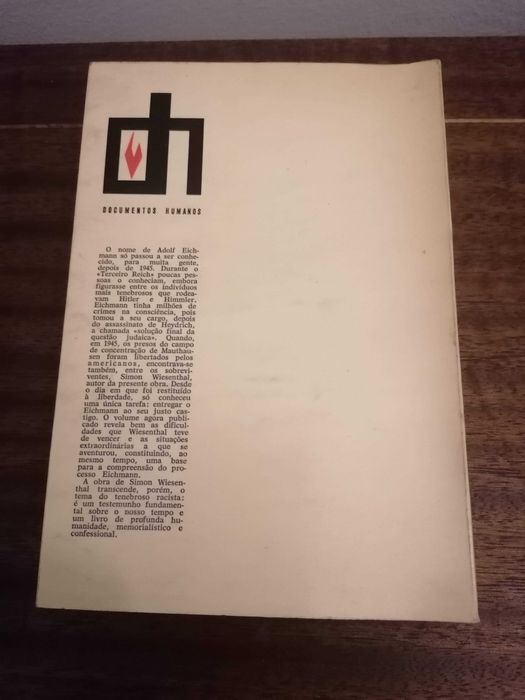 dh
DOCUMENTOS HUMANOS
O nome de Adolf Eich-
mann só passou a ser conhe-
cido, para muita gente,
depois de 1945. Durante o
«Terceiro Reich» poucas pes-
soas o conheciam, embora
figurasse entre os indivíduos
mais tenebrosos que rodea-
vam Hitler e Himmler.
Eichmann tinha milhões de
crimes na consciência, pois
tomou a seu cargo, depois
do assassinato de Heydrich,
a chamada «solução final da
questão judaica». Quando,
em 1945, os presos do campo
de concentração de Mauthau-
sen foram libertados pelos
americanos, encontrava-se
também, entre os sobrevi-
ventes, Simon Wiesenthal,
autor da presente obra. Desde
o dia em que foi restituído
à liberdade, só conheceu
uma única tarefa: entregar o
Eichmann ao seu justo cas-
tigo. O volume agora publi-
cado revela bem as dificul-
dades que Wiesenthal teve
de vencer e as situações
extraordinárias a que se
aventurou, constituindo, ao
mesmo tempo, uma base
para a compreensão do pro-
cesso Eichmann.
A obra de Simon Wiesen-
thal transcende, porém, o
tema do tenebroso racista:
é um testemunho fundamen-
tal sobre o nosso tempo e
um livro de profunda hu-
manidade, memorialístico e
confessional.